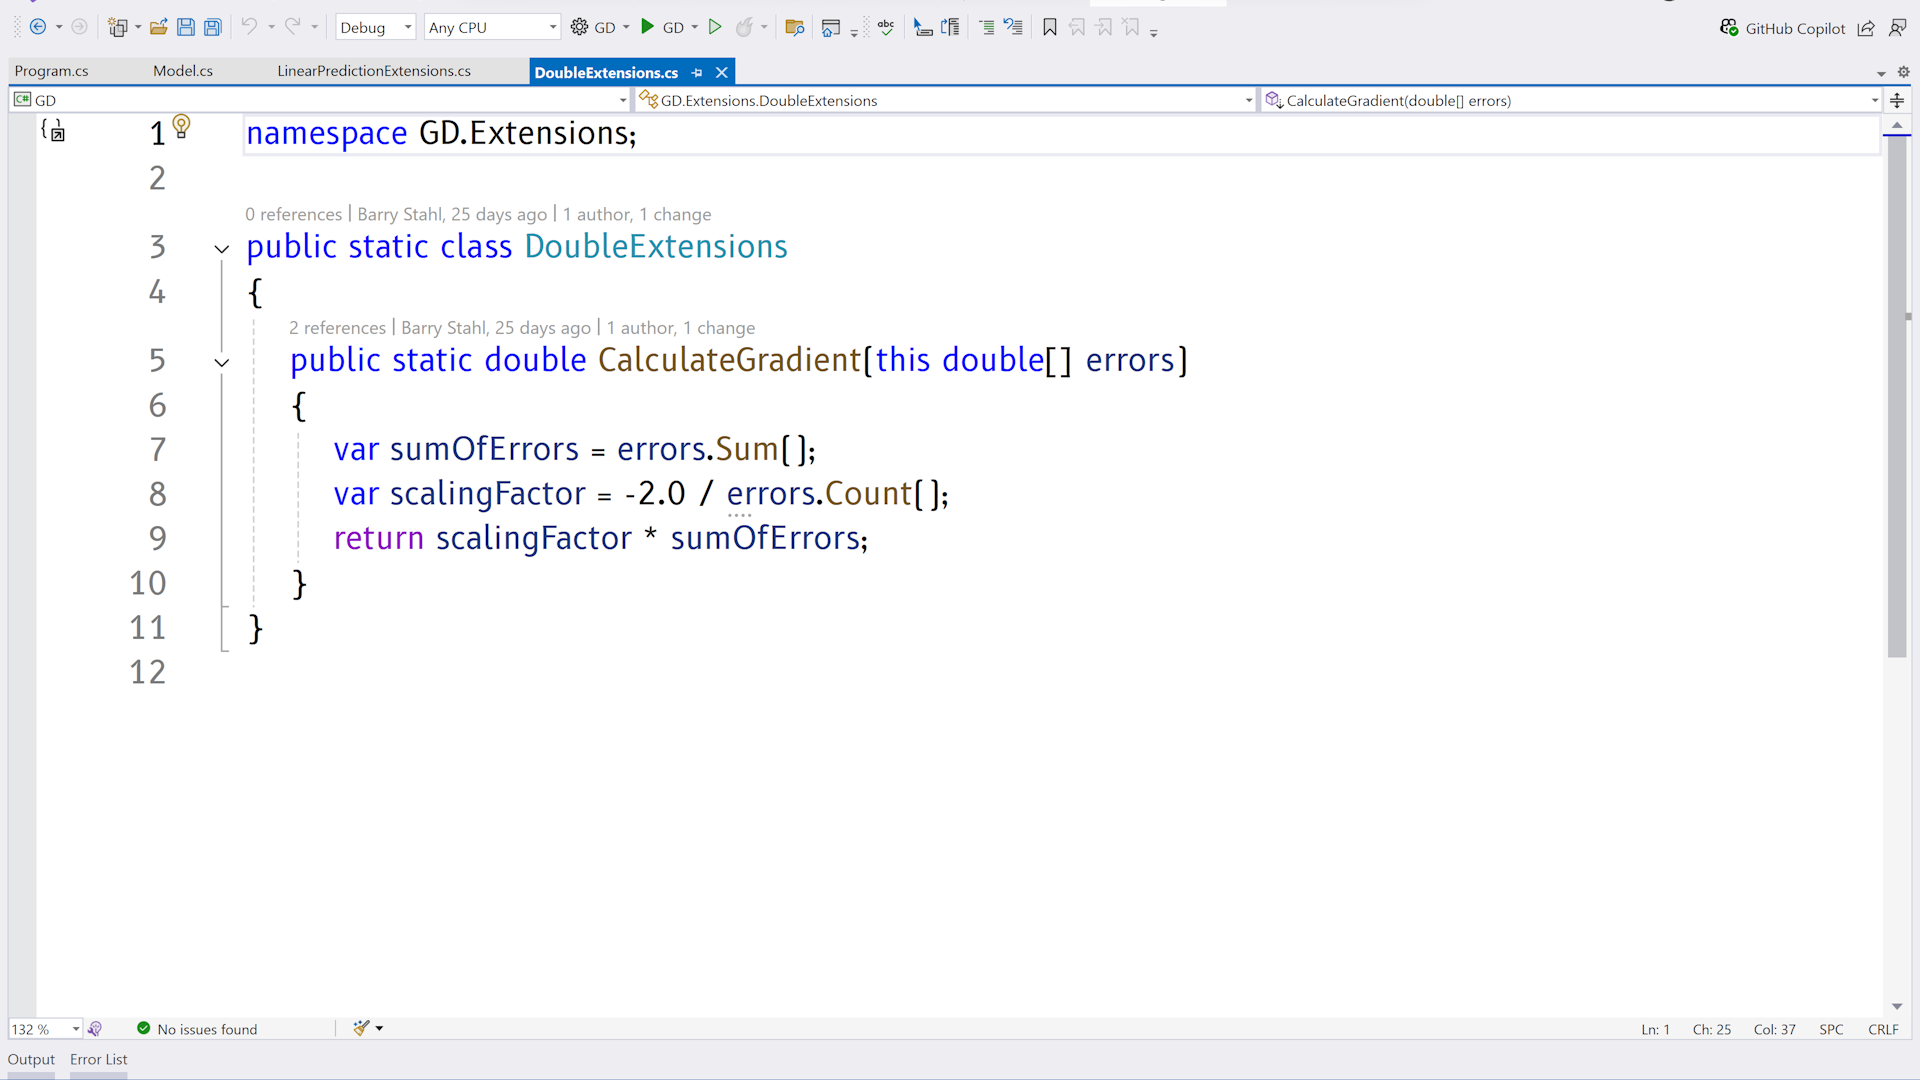 Debug Any CPU GD GD abc GitHub Copilot
Program.cs Model.cs LinearPredictionExtensions.cs DoubleExtensions.cs
C# GD GD.Extensions.DoubleExtensions CalculateGradient(double[] errors)
1 namespace GD.Extensions;
2
0 references | Barry Stahl, 25 days ago | 1 author, 1 change
3 public static class DoubleExtensions
4 {
2 references | Barry Stahl, 25 days ago | 1 author, 1 change
5 public static double CalculateGradient(this double[] errors)
6 {
7 var sumOfErrors = errors.Sum();
8 var scalingFactor = -2.0 / errors.Count();
9 return scalingFactor * sumOfErrors;
10 }
11 }
12
132 % No issues found Ln: 1 Ch: 25 Col: 37 SPC CRLF
Output Error List